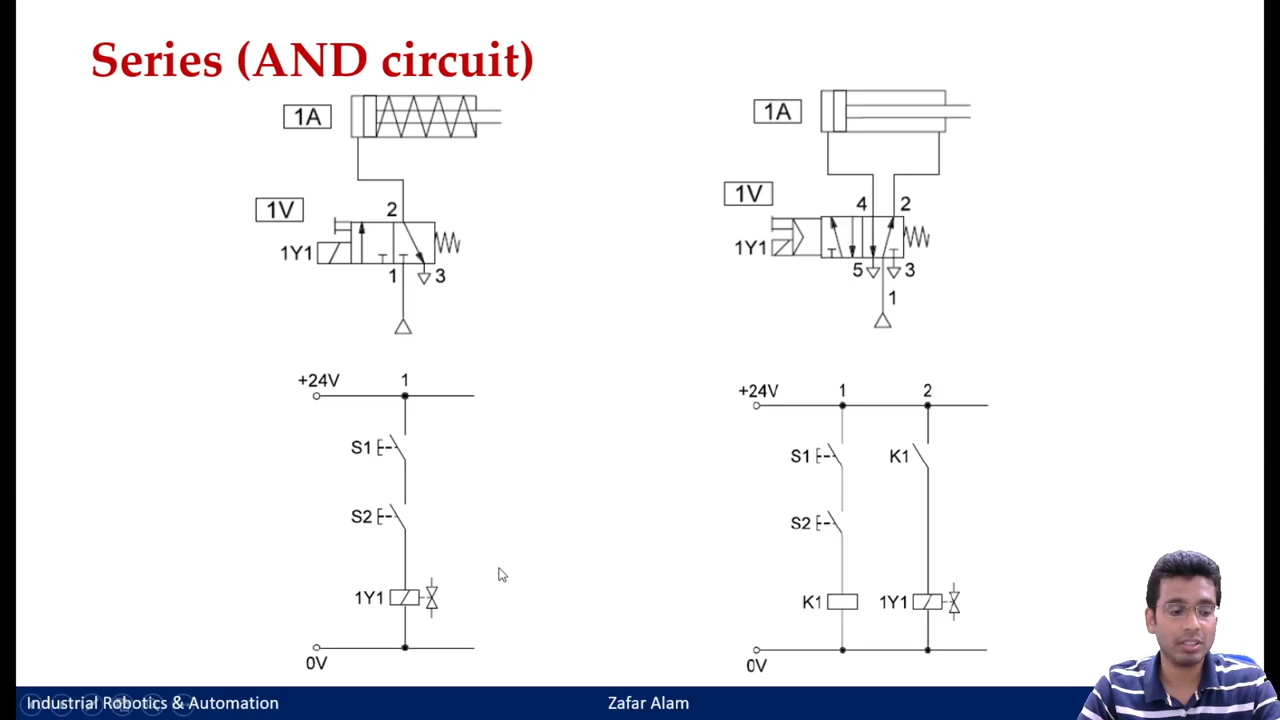 Series (AND circuit)
1A
1V
2
1Y1
1
3
+24V
1
S1
S2
1Y1
0V
1A
1V
4
2
1Y1
5
3
1
+24V
1
2
S1
K1
S2
K1
1Y1
0V
Industrial Robotics & Automation
Zafar Alam